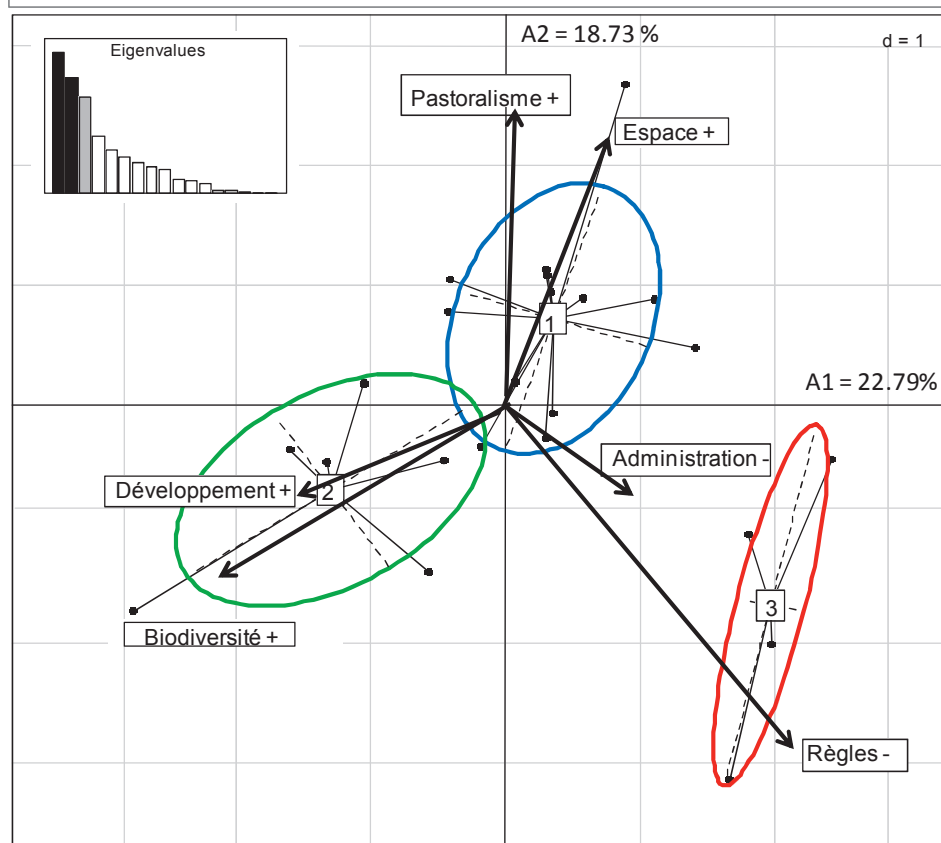 Eigenvalues
A2 = 18.73 %
d = 1
Pastoralisme +
Espace +
1
A1 = 22.79%
Administration -
Développement +
2
3
Biodiversité +
Règles -